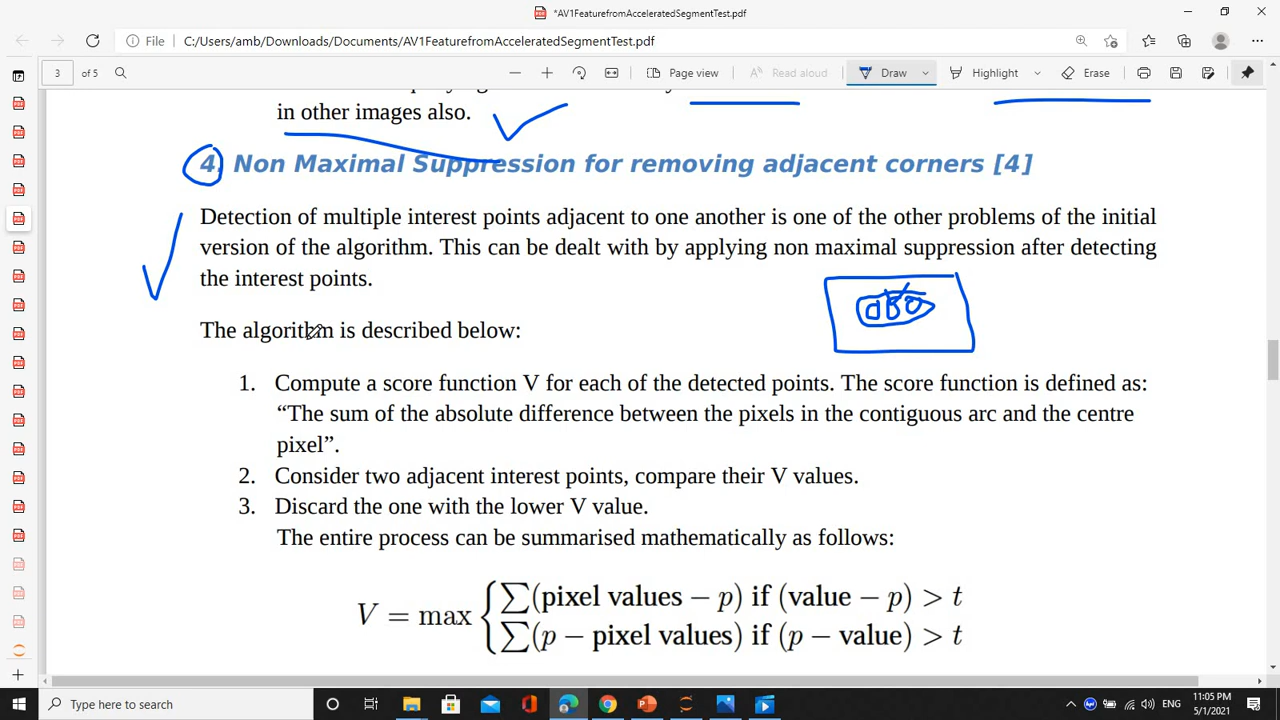 *AV1FeaturefromAcceleratedSegmentTest.pdf
File C:/Users/amb/Downloads/Documents/AV1FeaturefromAcceleratedSegmentTest.pdf
3 of 5 Page view Read aloud Draw Highlight Erase
in other images also.
4. Non Maximal Suppression for removing adjacent corners [4]
Detection of multiple interest points adjacent to one another is one of the other problems of the initial
version of the algorithm. This can be dealt with by applying non maximal suppression after detecting
the interest points.
The algorithm is described below:
1. Compute a score function V for each of the detected points. The score function is defined as:
“The sum of the absolute difference between the pixels in the contiguous arc and the centre
pixel”.
2. Consider two adjacent interest points, compare their V values.
3. Discard the one with the lower V value.
The entire process can be summarised mathematically as follows:
V = max { ∑(pixel values − p) if (value − p) > t
∑(p − pixel values) if (p − value) > t
Type here to search
ENG
11:05 PM
5/1/2021
3